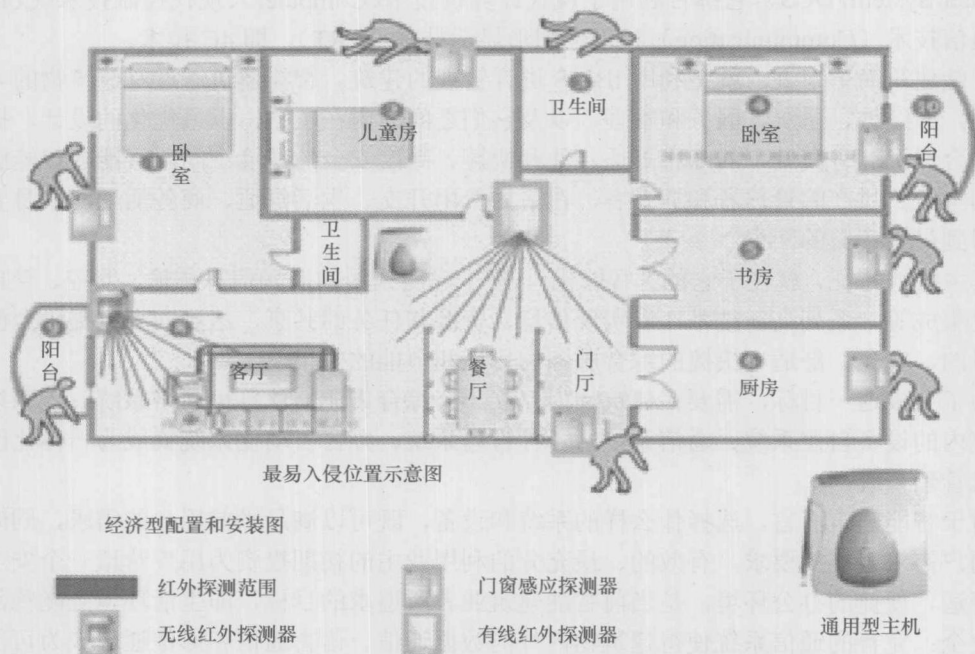 卧室
儿童房
卫生间
卧室
阳台
卫生间
书房
阳台
客厅
餐厅
门厅
厨房
最易入侵位置示意图
经济型配置和安装图
红外探测范围
门窗感应探测器
无线红外探测器
有线红外探测器
通用型主机